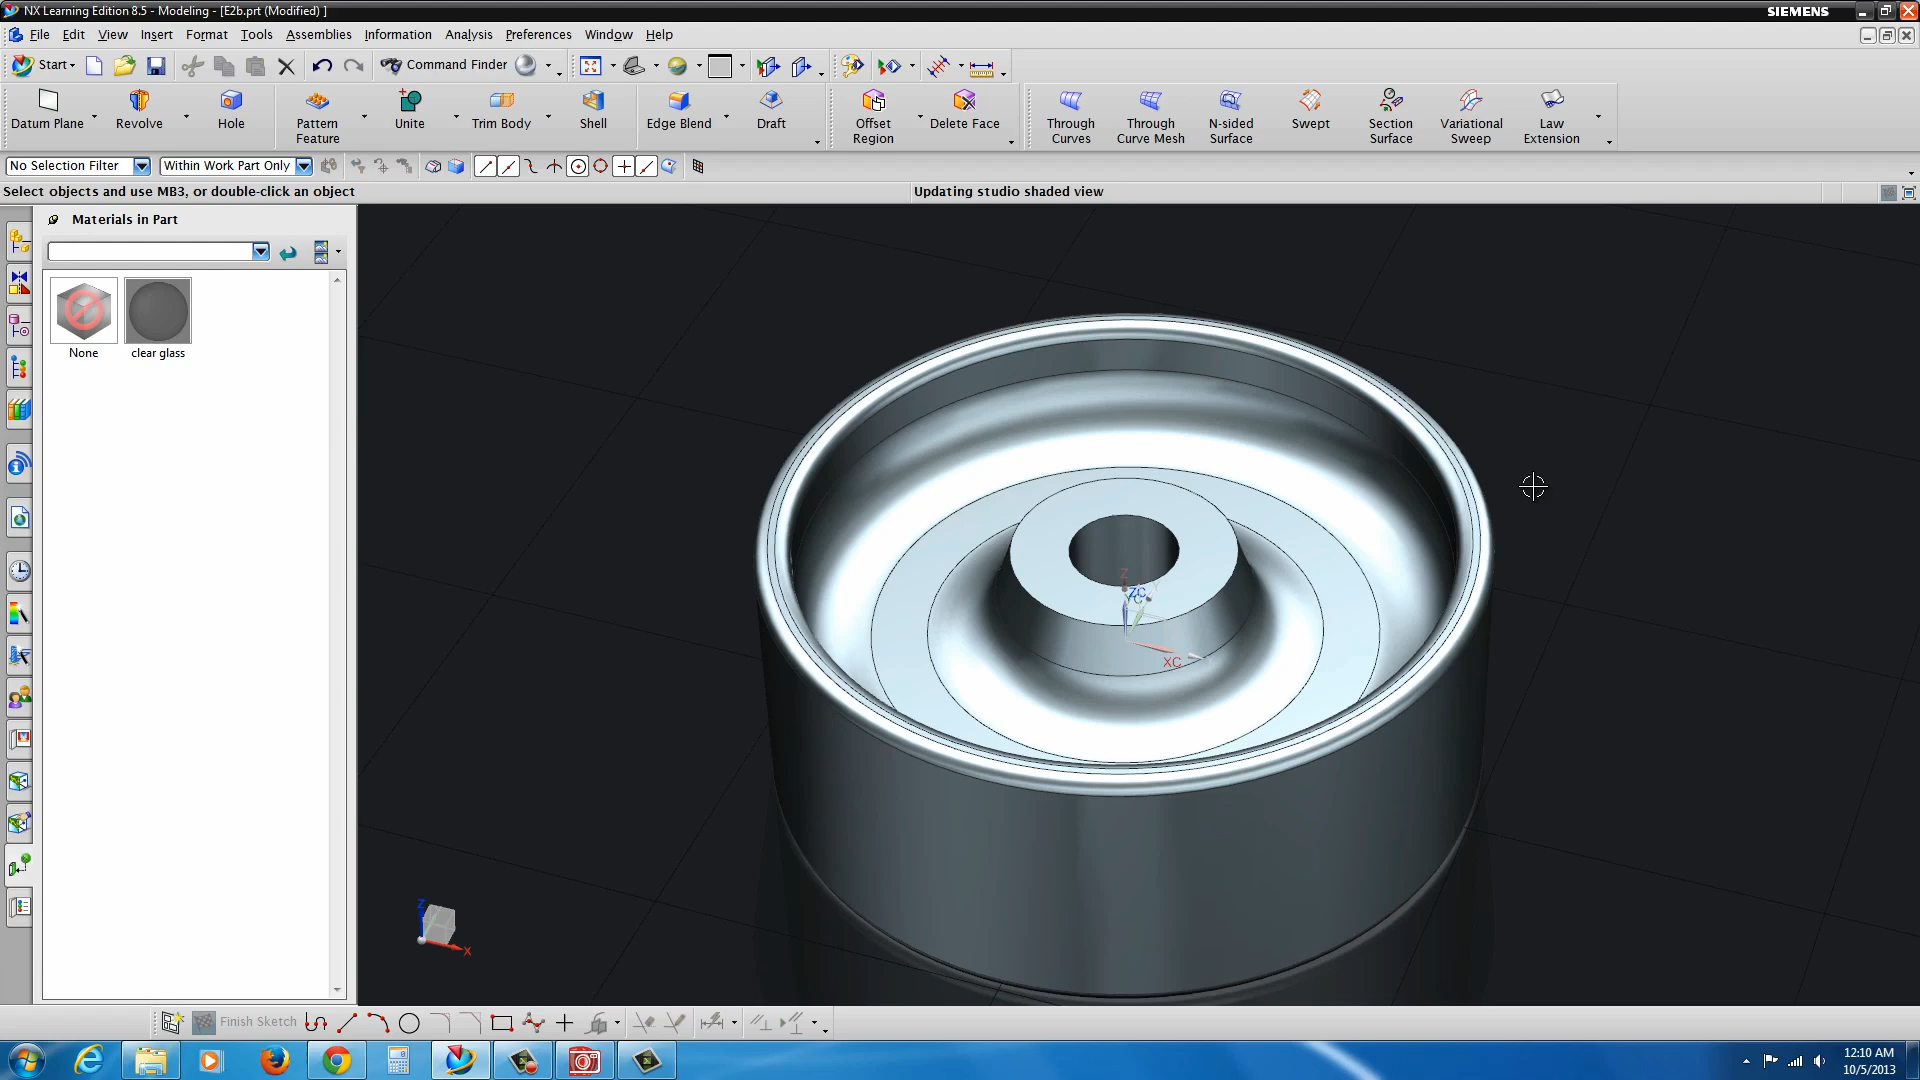 NX Learning Edition 8.5 - Modeling - [E2b.prt (Modified) ]
SIEMENS
File Edit View Insert Format Tools Assemblies Information Analysis Preferences Window Help
Start
Command Finder
Datum Plane
Revolve
Hole
Pattern
Feature
Unite
Trim Body
Shell
Edge Blend
Draft
Offset
Region
Delete Face
Through
Curves
Through
Curve Mesh
N-sided
Surface
Swept
Section
Surface
Variational
Sweep
Law
Extension
No Selection Filter
Within Work Part Only
Select objects and use MB3, or double-click an object
Updating studio shaded view
Materials in Part
None
clear glass
Z
ZC
YC
XC
Z
X
Finish Sketch
12:10 AM
10/5/2013